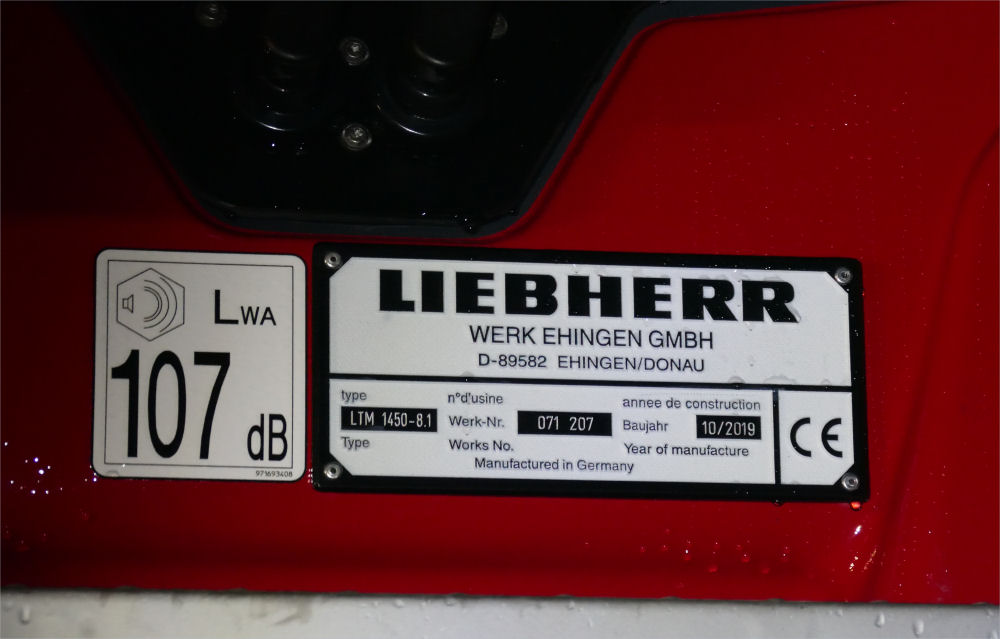 LWA
107
dB
971693408
LIEBHERR
WERK EHINGEN GMBH
D-89582 EHINGEN/DONAU
type
LTM 1450-8.1
Type
n°d'usine
Werk-Nr. 071 207
Works No.
annee de construction
Baujahr 10/2019
Year of manufacture
Manufactured in Germany
CE